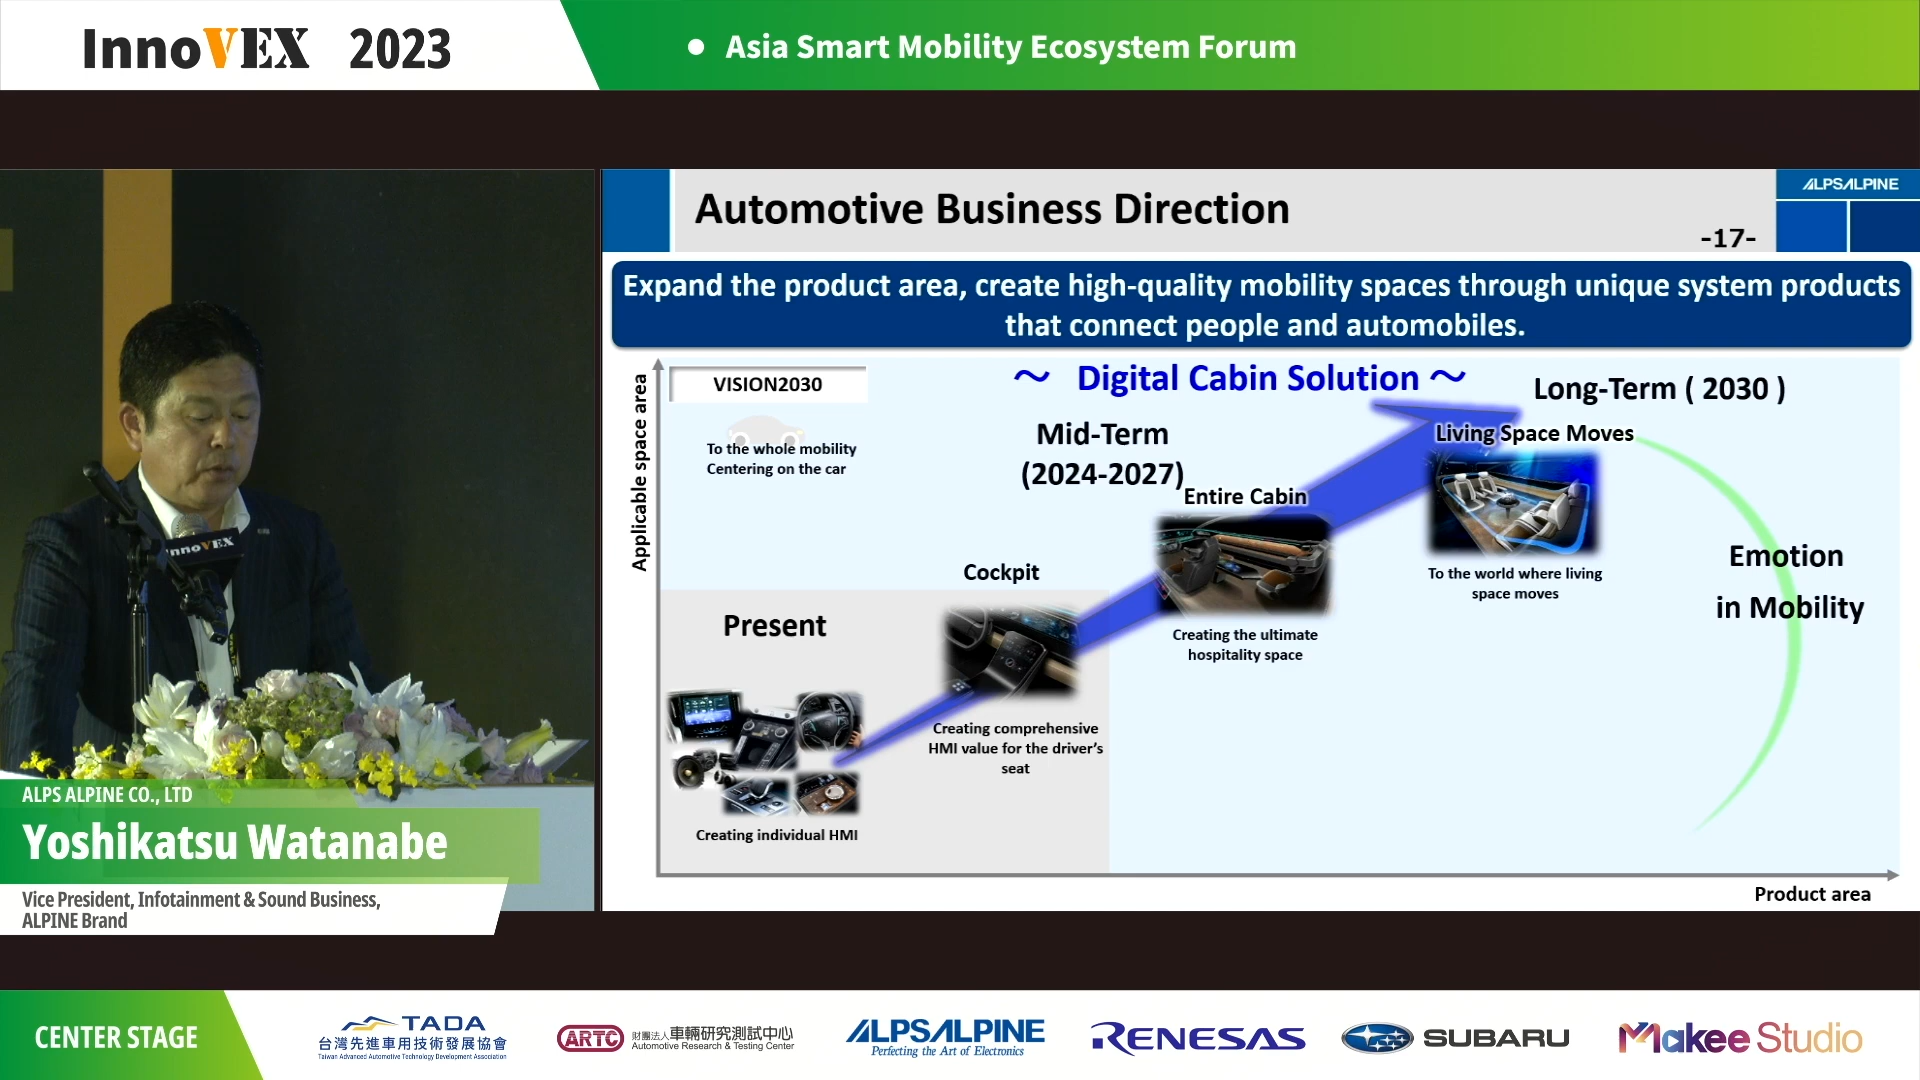 InnoVEX 2023
Asia Smart Mobility Ecosystem Forum
Automotive Business Direction
ALPSALPINE
-17-
Expand the product area, create high-quality mobility spaces through unique system products
that connect people and automobiles.
Applicable space area
VISION2030
To the whole mobility
Centering on the car
～ Digital Cabin Solution ～
Long-Term ( 2030 )
Mid-Term
(2024-2027)
Living Space Moves
Entire Cabin
To the world where living
space moves
Emotion
in Mobility
Cockpit
Present
Creating the ultimate
hospitality space
Creating comprehensive
HMI value for the driver's
seat
Creating individual HMI
Product area
InnoVEX
ALPS ALPINE CO., LTD
Yoshikatsu Watanabe
Vice President, Infotainment & Sound Business,
ALPINE Brand
CENTER STAGE
TADA
台灣先進車用技術發展協會
Taiwan Advanced Automotive Technology Development Association
ARTC
財團法人車輛研究測試中心
Automotive Research & Testing Center
ALPSALPINE
Perfecting the Art of Electronics
RENESAS
SUBARU
Makee Studio